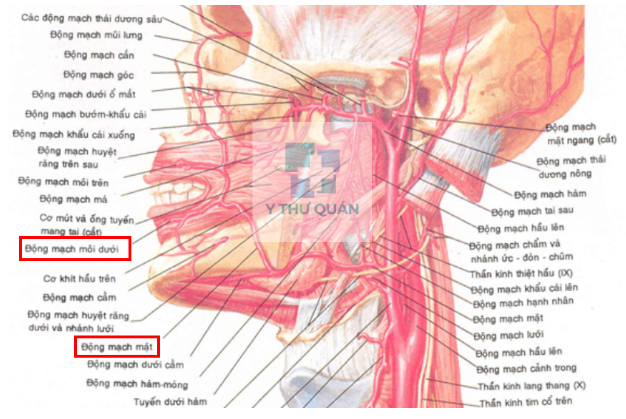 Các động mạch thái dương sâu
Động mạch mũi lưng
Động mạch cằn
Động mạch góc
Động mạch dưới ổ mắt
Động mạch bướm-khẩu cái
Động mạch khẩu cái xuống
Động mạch huyệt
răng trên sau
Động mạch môi trên
Động mạch má
Cơ mút và ống tuyến
mang tai (cắt)
Động mạch môi dưới
Cơ khít hầu trên
Động mạch cằm
Động mạch huyệt răng
dưới và nhánh lưỡi
Động mạch mặt
Động mạch dưới cằm
Động mạch hàm-móng
Tuyến dưới hàm
Y THƯ QUÁN
Động mạch
mặt ngang (cắt)
Động mạch thái
dương nông
Động mạch hàm
Động mạch tai sau
Động mạch hầu lên
Động mạch chẩm và
nhánh ức - đòn - chũm
Thần kinh thiệt hầu (IX)
Động mạch khẩu cái lên
Động mạch hạnh nhân
Động mạch mặt
Động mạch lưỡi
Động mạch hầu lên
Động mạch cảnh trong
Thần kinh lang thang (X)
Thần kinh tim cổ trên